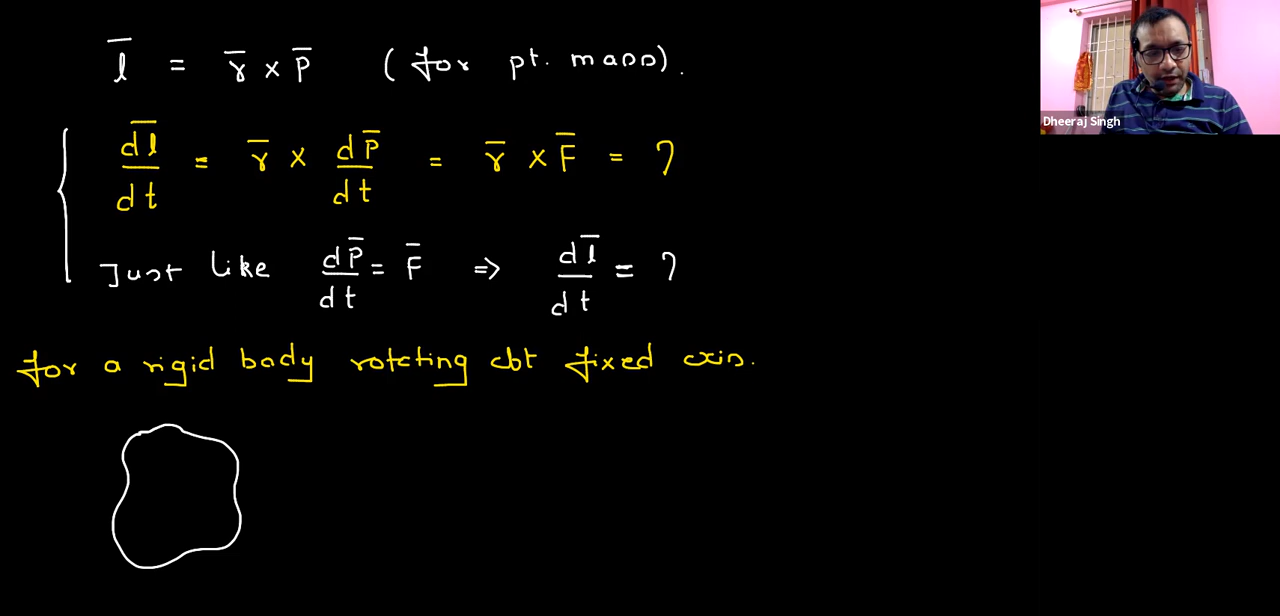 l̅ = r̅ × p̅ (for pt. mass).
dl̅/dt = r̅ × dp̅/dt = r̅ × F̅ = ?
Just like dp̅/dt = F̅ ⇒ dl̅/dt = ?
for a rigid body rotating abt fixed axis.
Dheeraj Singh